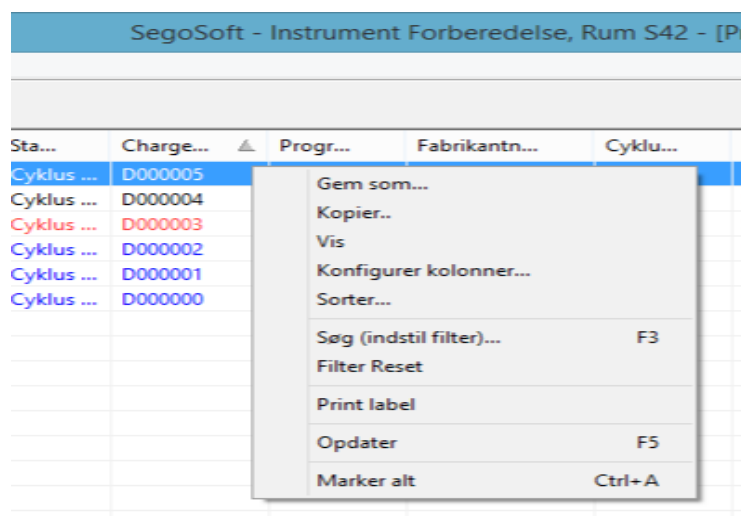 SegoSoft - Instrument Forberedelse, Rum S42 - [P
Sta... Charge... Progr... Fabrikantn... Cyklu...
Cyklus ... D000005
Cyklus ... D000004
Cyklus ... D000003
Cyklus ... D000002
Cyklus ... D000001
Cyklus ... D000000
Gem som...
Kopier..
Vis
Konfigurer kolonner...
Sorter...
Søg (indstil filter)... F3
Filter Reset
Print label
Opdater F5
Marker alt Ctrl+A